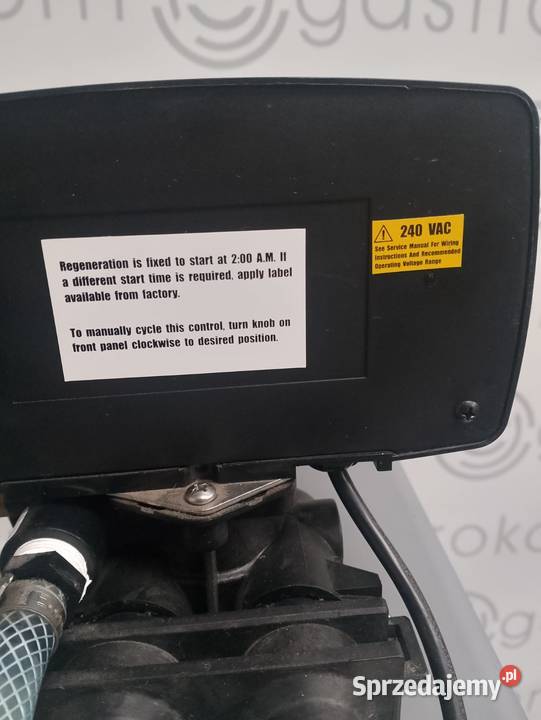 Regeneration is fixed to start at 2:00 A.M. If
a different start time is required, apply label
available from factory.
To manually cycle this control, turn knob on
front panel clockwise to desired position.
240 VAC
See Service Manual For Wiring
Instructions And Recommended
Operating Voltage Range
Sprzedajemy.pl